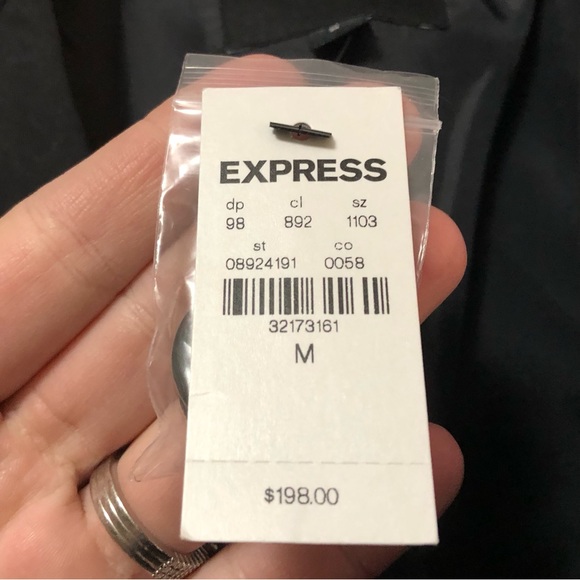 EXPRESS
dp cl sz
98 892 1103
st co
08924191 0058
32173161
M
$198.00